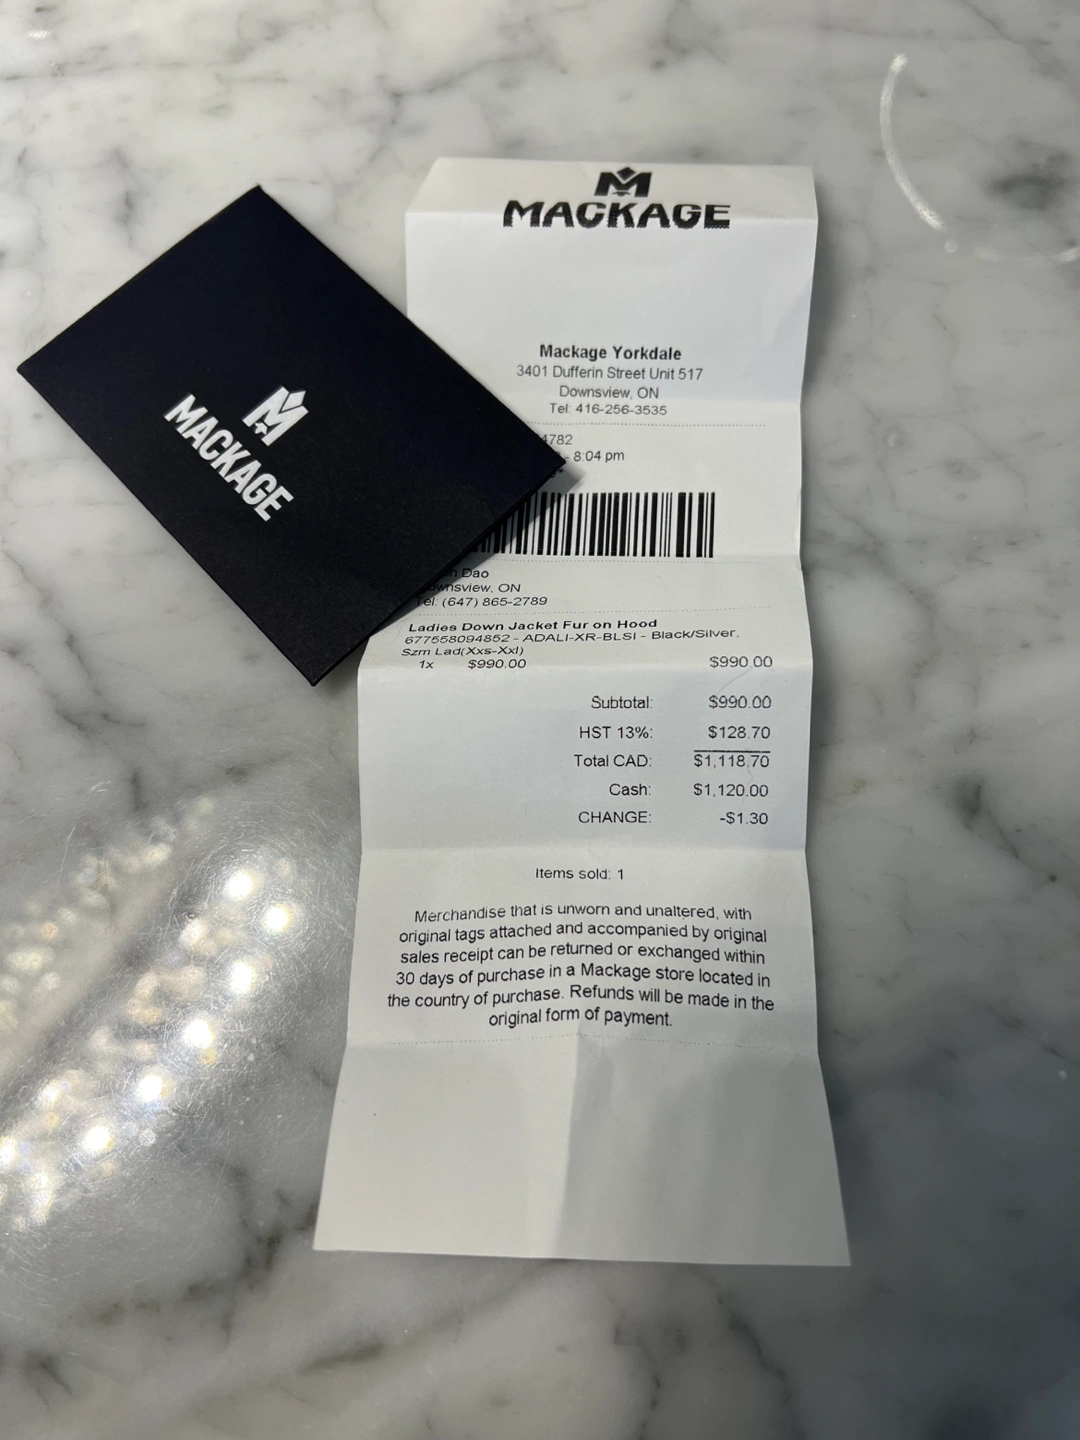 MACKAGE
MACKAGE
Mackage Yorkdale
3401 Dufferin Street Unit 517
Downsview, ON
Tel: 416-256-3535
4782
- 8:04 pm
Dao
ownsview, ON
Tel: (647) 865-2789
Ladies Down Jacket Fur on Hood
677558094852 - ADALI-XR-BLSI - Black/Silver,
Szm Lad(Xxs-Xxl)
1x $990.00 $990.00
Subtotal: $990.00
HST 13%: $128.70
Total CAD: $1,118.70
Cash: $1,120.00
CHANGE: -$1.30
Items sold: 1
Merchandise that is unworn and unaltered, with
original tags attached and accompanied by original
sales receipt can be returned or exchanged within
30 days of purchase in a Mackage store located in
the country of purchase. Refunds will be made in the
original form of payment.